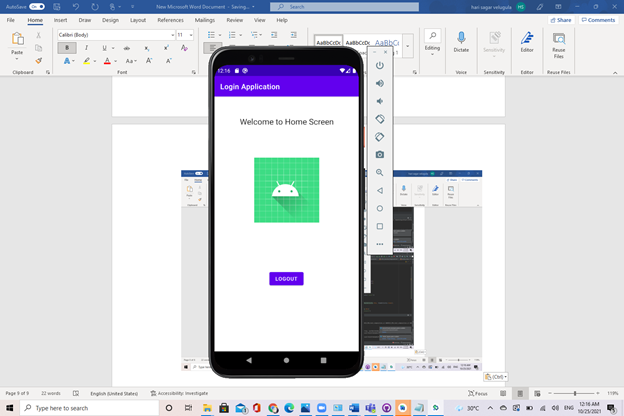 AutoSave On
New Microsoft Word Document - Saving...
Search
hari sagar velugula HS
File Home Insert Draw Design Layout References Mailings Review View Help
Share Comments
Paste
Calibri (Body) 11
AaBbCcDc AaBbCcDc AaBbCc
Editing
Dictate
Sensitivity
Editor
Reuse
Files
Clipboard Font Voice Sensitivity Editor Reuse Files
12:16
Login Application
Welcome to Home Screen
LOGOUT
(Ctrl)
Page 9 of 9 22 words English (United States) Accessibility: Investigate
Focus 119%
Type here to search
30°C ENG 12:16 AM
10/25/2021